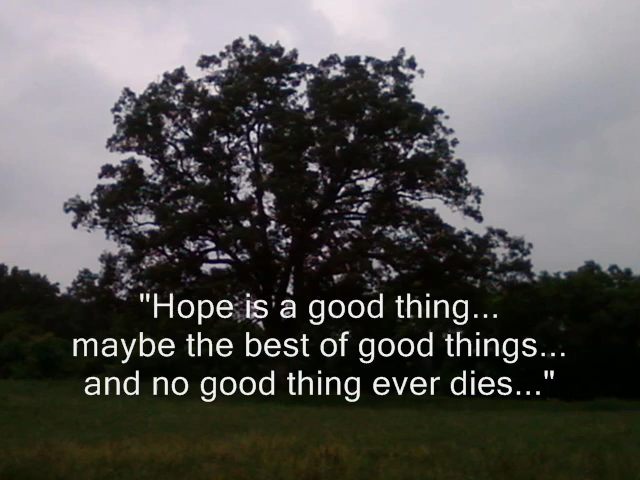 "Hope is a good thing...
maybe the best of good things...
and no good thing ever dies..."